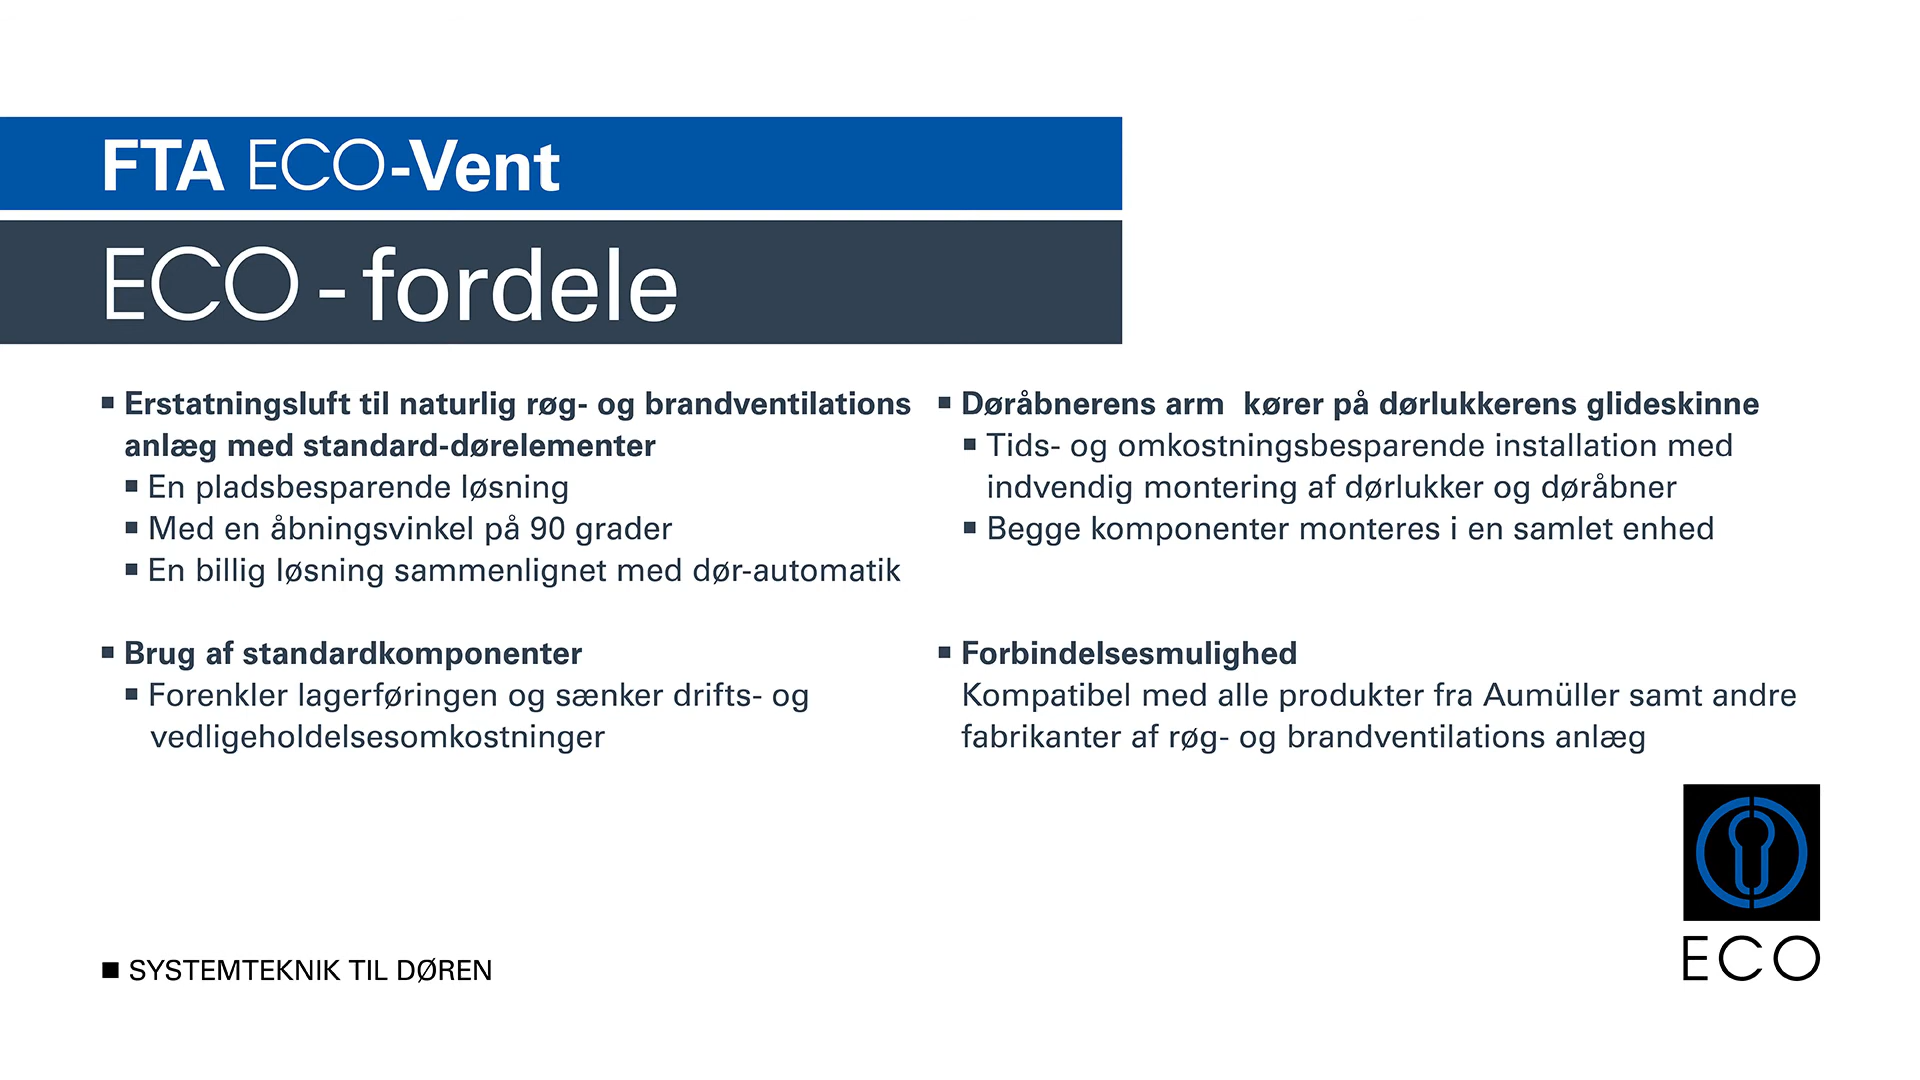 FTA ECO-Vent
ECO - fordele
▪ Erstatningsluft til naturlig røg- og brandventilations
anlæg med standard-dørelementer
▪ En pladsbesparende løsning
▪ Med en åbningsvinkel på 90 grader
▪ En billig løsning sammenlignet med dør-automatik
▪ Brug af standardkomponenter
▪ Forenkler lagerføringen og sænker drifts- og
vedligeholdelsesomkostninger
▪ Døråbnerens arm  kører på dørlukkerens glideskinne
▪ Tids- og omkostningsbesparende installation med
indvendig montering af dørlukker og døråbner
▪ Begge komponenter monteres i en samlet enhed
▪ Forbindelsesmulighed
Kompatibel med alle produkter fra Aumüller samt andre
fabrikanter af røg- og brandventilations anlæg
■ SYSTEMTEKNIK TIL DØREN
ECO